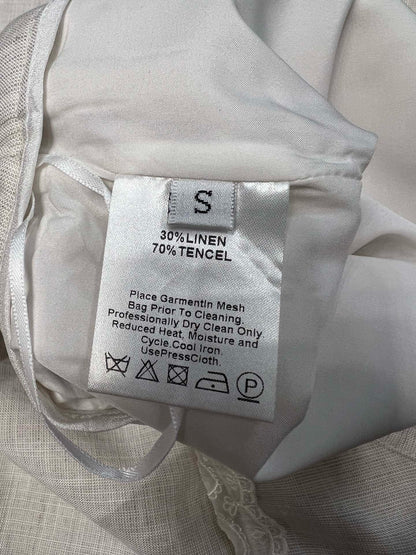 S
30%LINEN
70%TENCEL
Place GarmentIn Mesh
Bag Prior To Cleaning.
Professionally Dry Clean Only
Reduced Heat, Moisture and
Cycle.Cool Iron.
UsePressCloth.
P